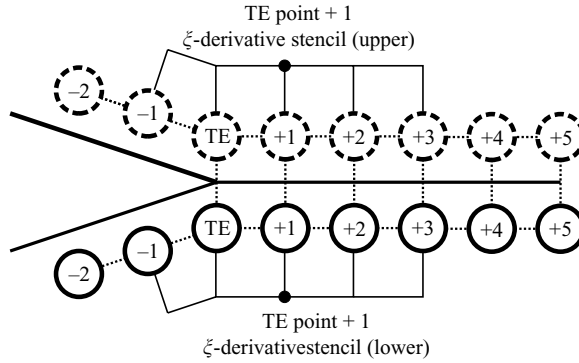 TE point + 1
ξ-derivative stencil (upper)
−2
−1
TE +1 +2 +3 +4 +5
TE +1 +2 +3 +4 +5
−1
−2
TE point + 1
ξ-derivativestencil (lower)